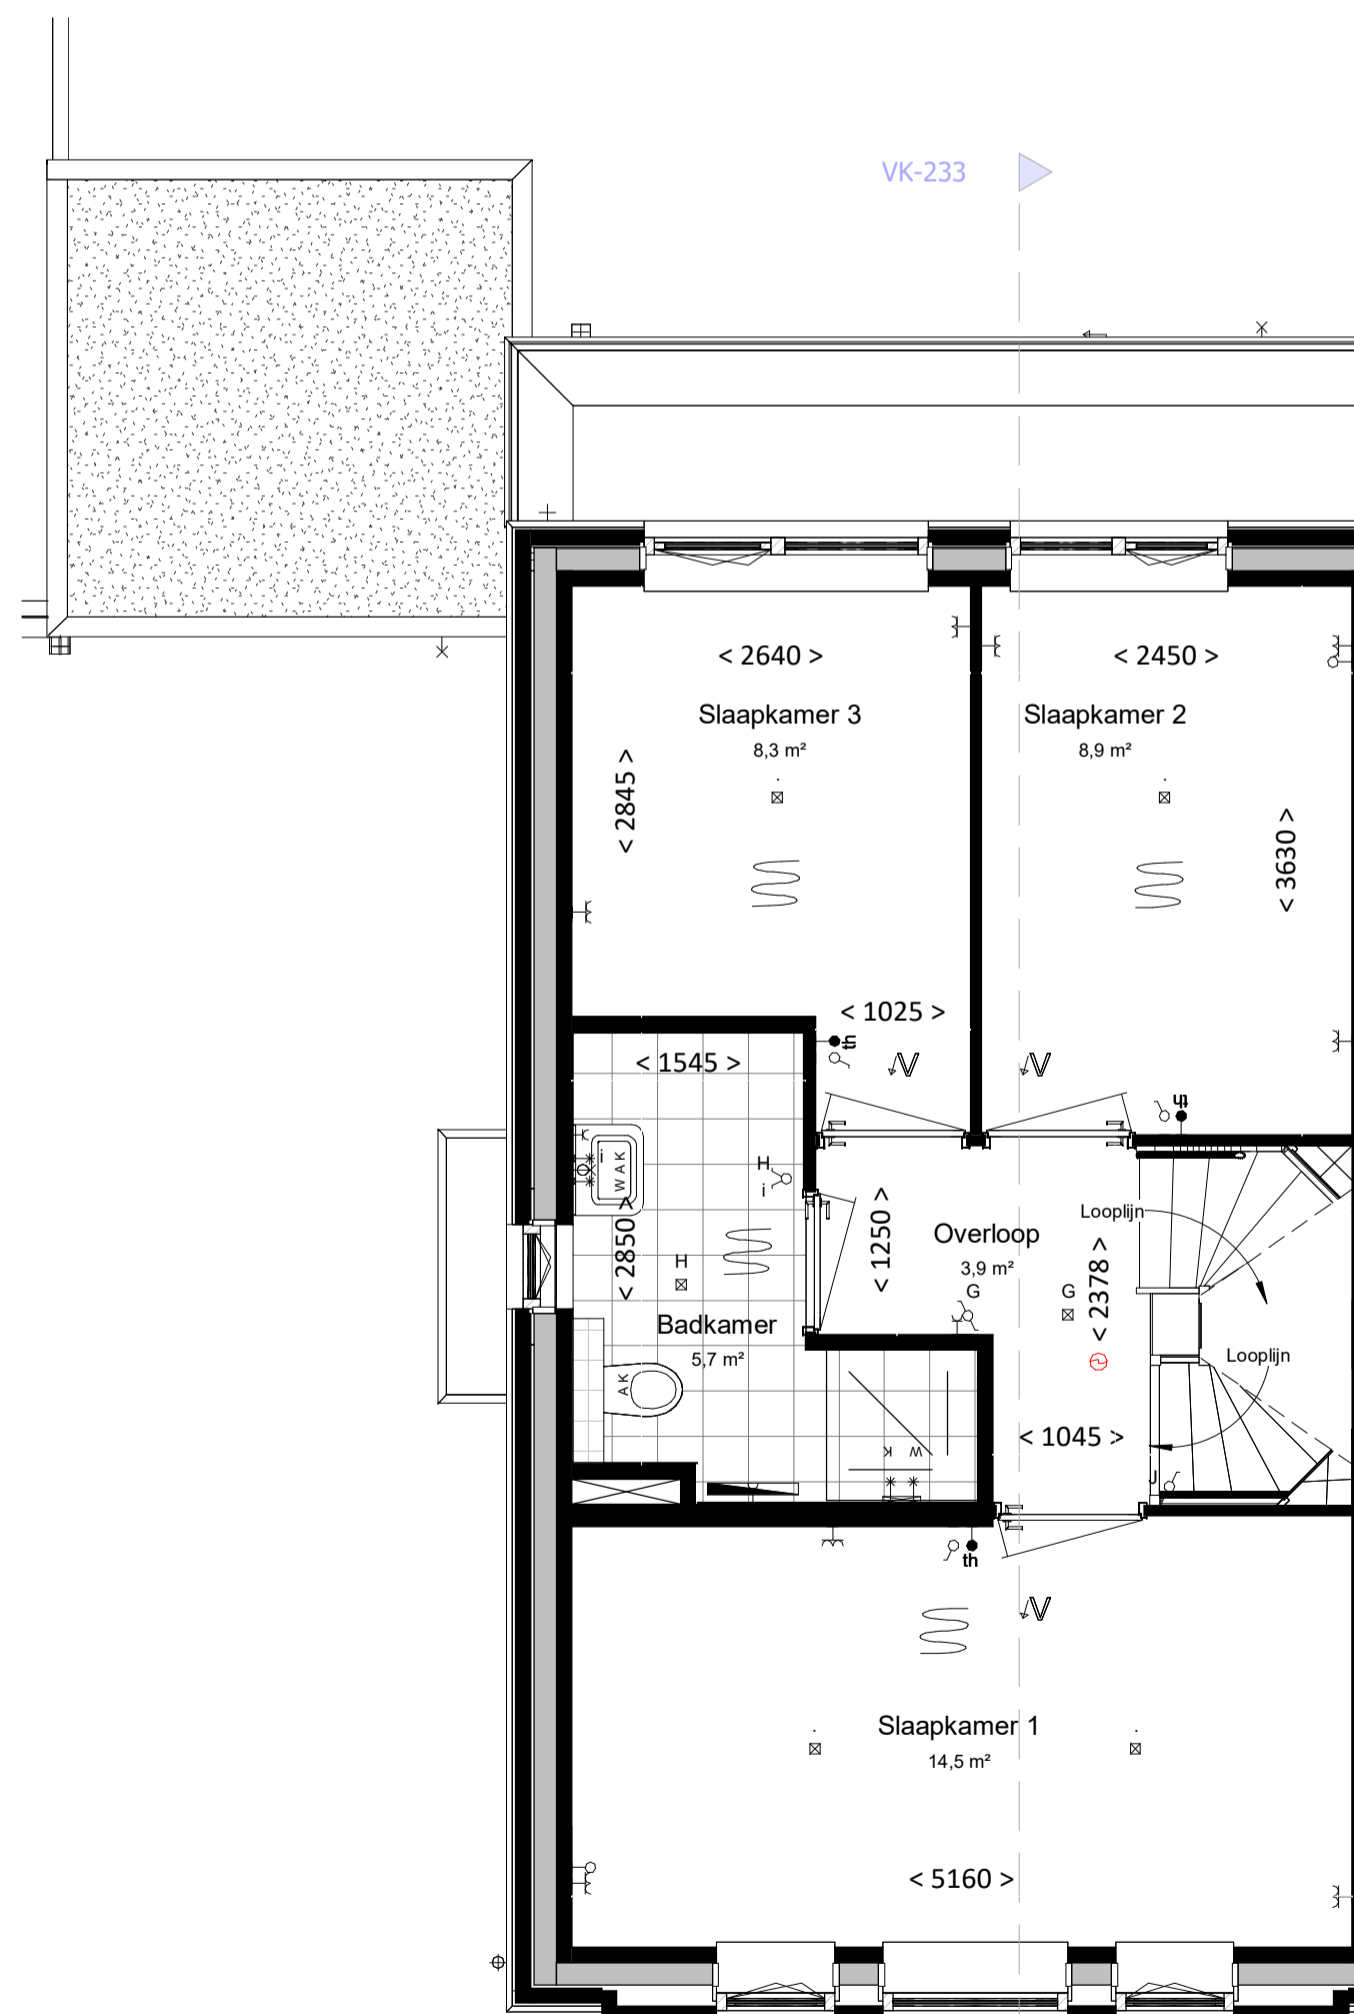 VK-233
< 2640 >
< 2450 >
Slaapkamer 3
8,3 m²
Slaapkamer 2
8,9 m²
< 2845 >
< 3630 >
< 1025 >
th
V
V
th
< 1545 >
WAK
i
H
i
< 2850 >
H
Badkamer
5,7 m²
AK
K
W
< 1250 >
Overloop
3,9 m²
G
G
< 2378 >
Looplijn
Looplijn
< 1045 >
J
th
V
Slaapkamer 1
14,5 m²
< 5160 >